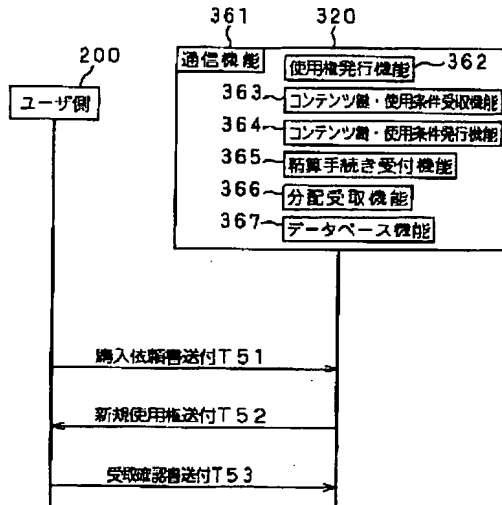 361 320
200
通信機能
使用権発行機能 362
ユーザ側
363 コンテンツ鍵・使用条件受取機能
364 コンテンツ鍵・使用条件発行機能
365 精算手続き受付機能
366 分配受取機能
367 データベース機能
購入依頼書送付T51
新規使用権送付T52
受取確認書送付T53